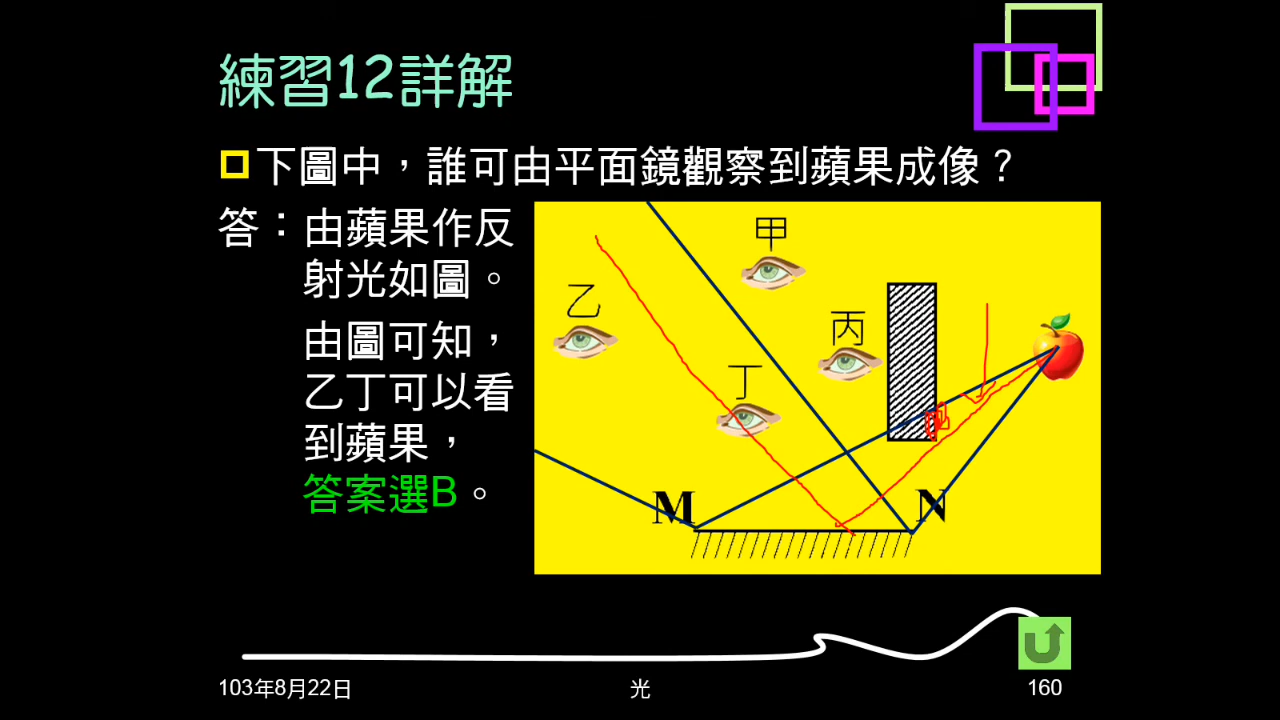 練習12詳解
下圖中，誰可由平面鏡觀察到蘋果成像？
答：由蘋果作反
射光如圖。
由圖可知，
乙丁可以看
到蘋果，
答案選B。
甲
乙
丙
丁
M
N
103年8月22日
光
160